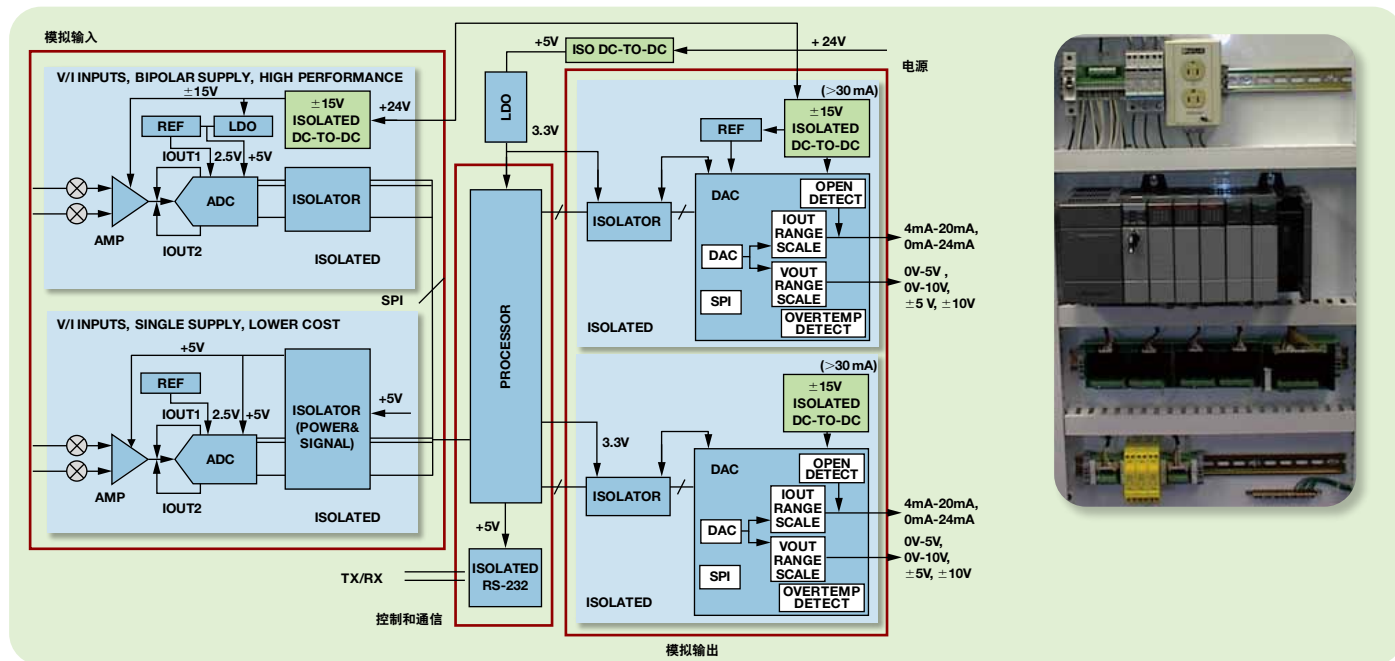 模拟输入
V/I INPUTS, BIPOLAR SUPPLY, HIGH PERFORMANCE
±15V
REF
LDO
±15V
ISOLATED
DC-TO-DC
+24V
IOUT1
2.5V
+5V
AMP
ADC
ISOLATOR
IOUT2
ISOLATED
SPI
V/I INPUTS, SINGLE SUPPLY, LOWER COST
+5V
REF
IOUT1
2.5V
+5V
AMP
ADC
ISOLATOR
(POWER&
SIGNAL)
+5V
IOUT2
ISOLATED
+5V
ISO DC-TO-DC
+ 24V
电源
LDO
3.3V
PROCESSOR
+5V
TX/RX
ISOLATED
RS-232
控制和通信
(>30 mA)
±15V
ISOLATED
DC-TO-DC
REF
ISOLATOR
DAC
OPEN
DETECT
IOUT
RANGE
SCALE
DAC
VOUT
RANGE
SCALE
SPI
OVERTEMP
DETECT
ISOLATED
4mA-20mA,
0mA-24mA
0V-5V ,
0V-10V,
±5 V, ±10V
(>30 mA)
±15V
ISOLATED
DC-TO-DC
3.3V
ISOLATOR
DAC
OPEN
DETECT
IOUT
RANGE
SCALE
DAC
VOUT
RANGE
SCALE
SPI
OVERTEMP
DETECT
ISOLATED
4mA-20mA,
0mA-24mA
0V-5V,
0V-10V,
±5V, ±10V
模拟输出